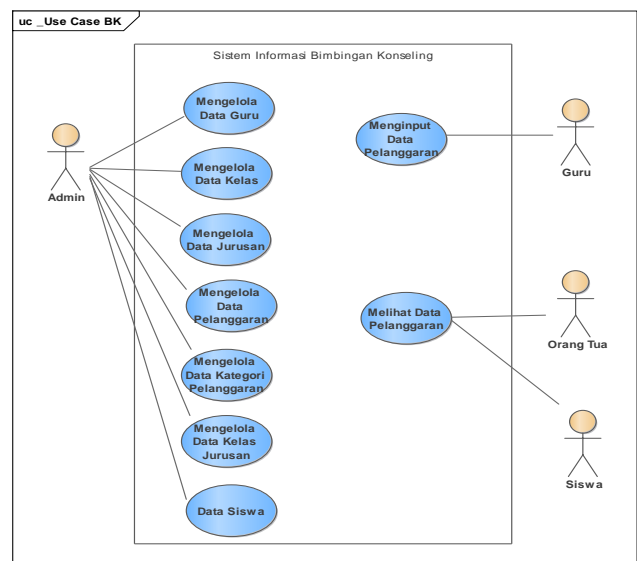 uc _Use Case BK
Sistem Informasi Bimbingan Konseling
Mengelola
Data Guru
Mengelola
Data Kelas
Mengelola
Data Jurusan
Mengelola
Data
Pelanggaran
Mengelola
Data Kategori
Pelanggaran
Mengelola
Data Kelas
Jurusan
Data Siswa
Admin
Menginput
Data
Pelanggaran
Melihat Data
Pelanggaran
Guru
Orang Tua
Siswa